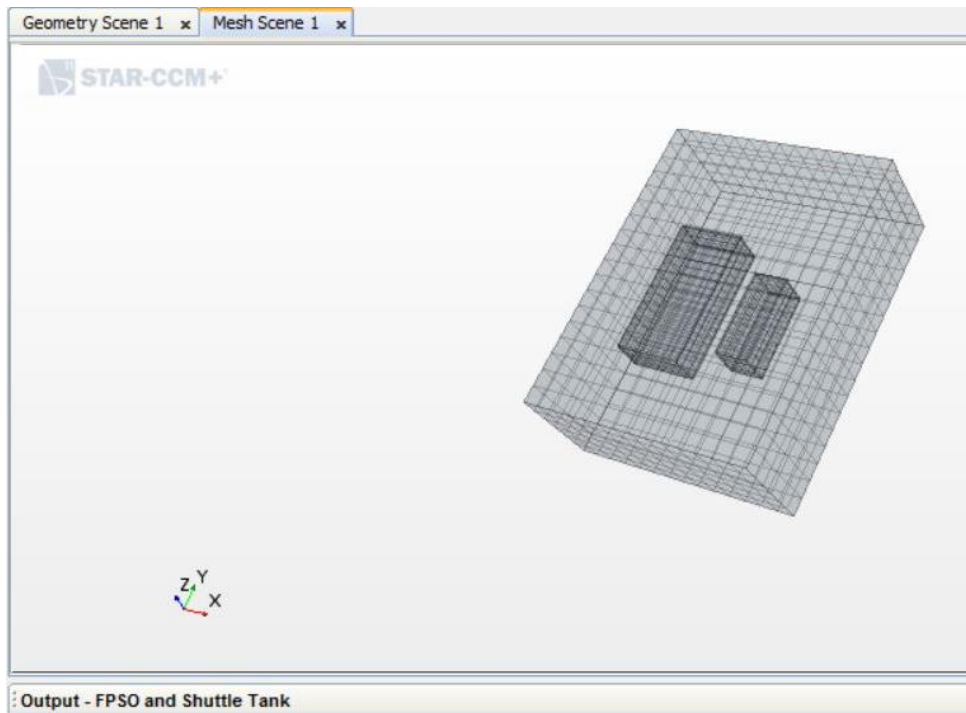 Geometry Scene 1 x Mesh Scene 1 x
STAR-CCM+
Z Y
X
Output - FPSO and Shuttle Tank